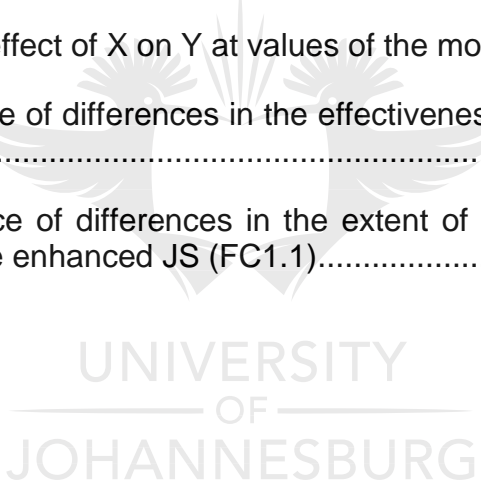 ffect of X on Y at values of the mo
e of differences in the effectivenes
................................................................
ce of differences in the extent of
e enhanced JS (FC1.1)...................
UNIVERSITY
OF
JOHANNESBURG